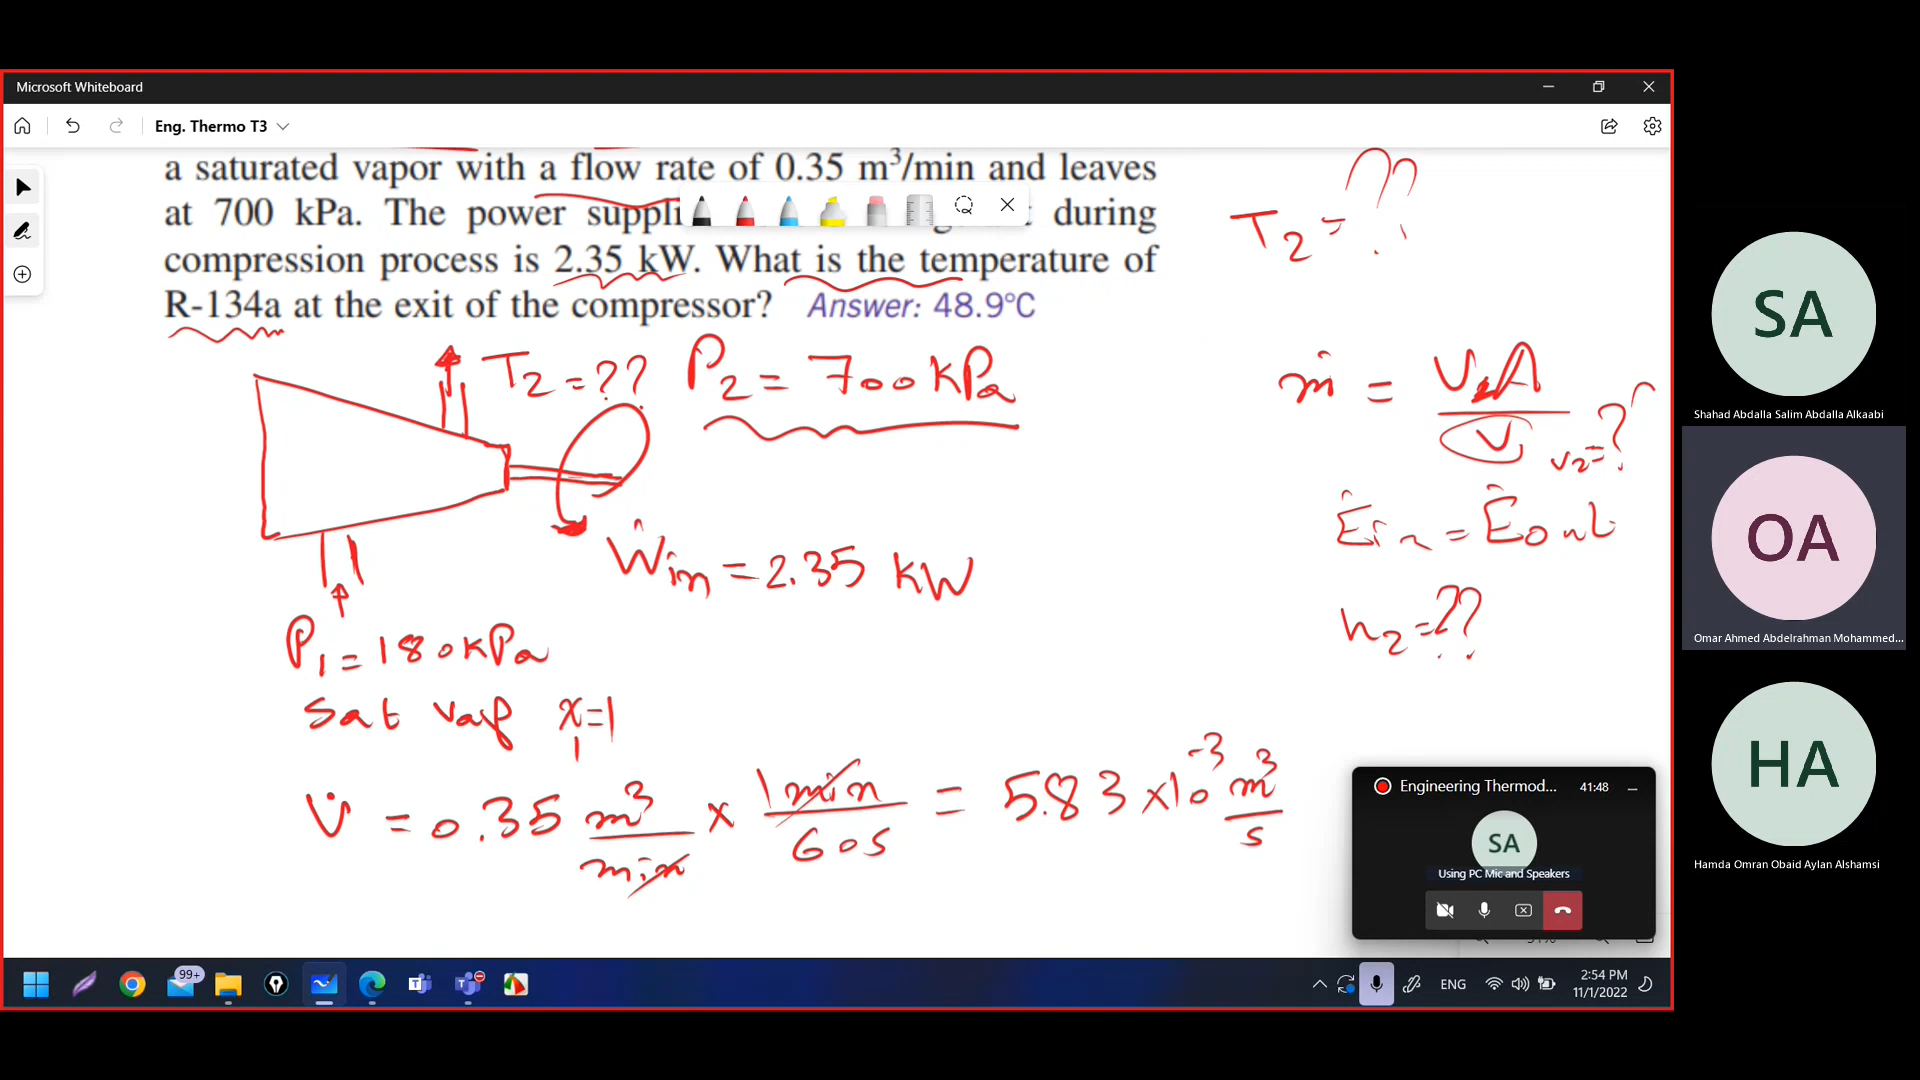 Microsoft Whiteboard
Eng. Thermo T3
a saturated vapor with a flow rate of 0.35 m³/min and leaves
at 700 kPa. The power suppli during
compression process is 2.35 kW. What is the temperature of
R-134a at the exit of the compressor? Answer: 48.9°C
T2 = ??
T2 = ?? P2 = 700 kPa
ṁ = V1A / V1
v2 = ?
Ėin = Ėout
h2 = ??
Ẇin = 2.35 kW
P1 = 180 kPa
Sat vap x1 = 1
V̇ = 0.35 m³/min × 1 min/60 s = 5.83 × 10⁻³ m³/s
Engineering Thermod... 41:48
SA
Using PC Mic and Speakers
SA
Shahad Abdalla Salim Abdalla Alkaabi
OA
Omar Ahmed Abdelrahman Mohammed...
HA
Hamda Omran Obaid Aylan Alshamsi
99+
ENG
2:54 PM
11/1/2022